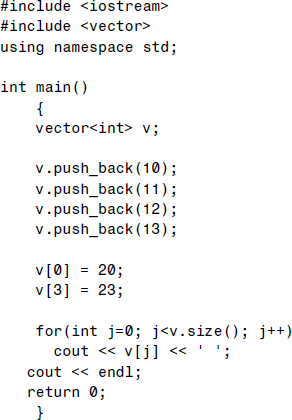 #include <iostream>
#include <vector>
using namespace std;

int main()
    {
    vector<int> v;

    v.push_back(10);
    v.push_back(11);
    v.push_back(12);
    v.push_back(13);

    v[0] = 20;
    v[3] = 23;

    for(int j=0; j<v.size(); j++)
      cout << v[j] << ' ';
   cout << endl;
   return 0;
    }